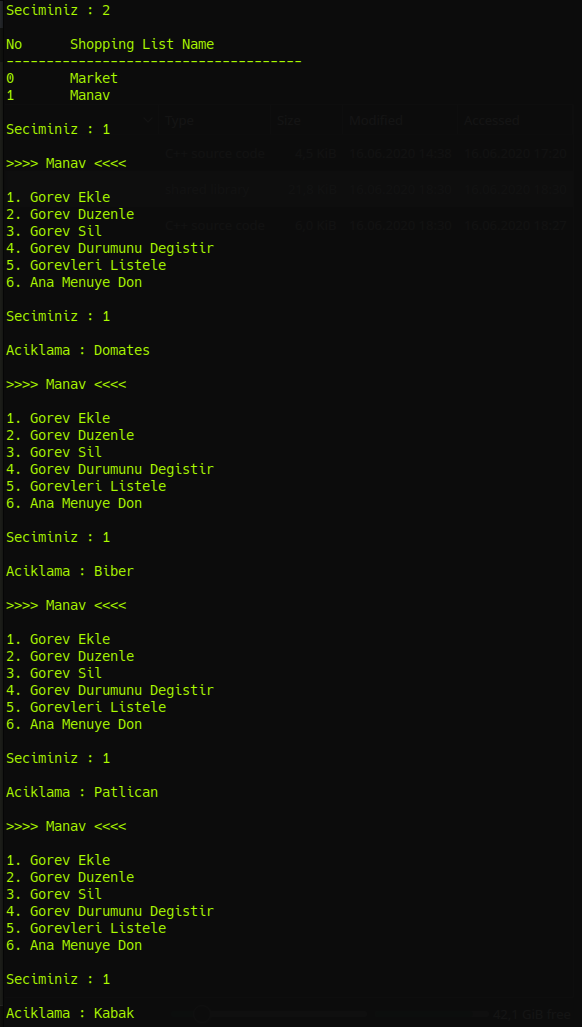 Seciminiz : 2
No      Shopping List Name
-------------------------------------
0       Market
1       Manav
Seciminiz : 1
>>>> Manav <<<<
1. Gorev Ekle
2. Gorev Duzenle
3. Gorev Sil
4. Gorev Durumunu Degistir
5. Gorevleri Listele
6. Ana Menuye Don
Seciminiz : 1
Aciklama : Domates
>>>> Manav <<<<
1. Gorev Ekle
2. Gorev Duzenle
3. Gorev Sil
4. Gorev Durumunu Degistir
5. Gorevleri Listele
6. Ana Menuye Don
Seciminiz : 1
Aciklama : Biber
>>>> Manav <<<<
1. Gorev Ekle
2. Gorev Duzenle
3. Gorev Sil
4. Gorev Durumunu Degistir
5. Gorevleri Listele
6. Ana Menuye Don
Seciminiz : 1
Aciklama : Patlican
>>>> Manav <<<<
1. Gorev Ekle
2. Gorev Duzenle
3. Gorev Sil
4. Gorev Durumunu Degistir
5. Gorevleri Listele
6. Ana Menuye Don
Seciminiz : 1
Aciklama : Kabak